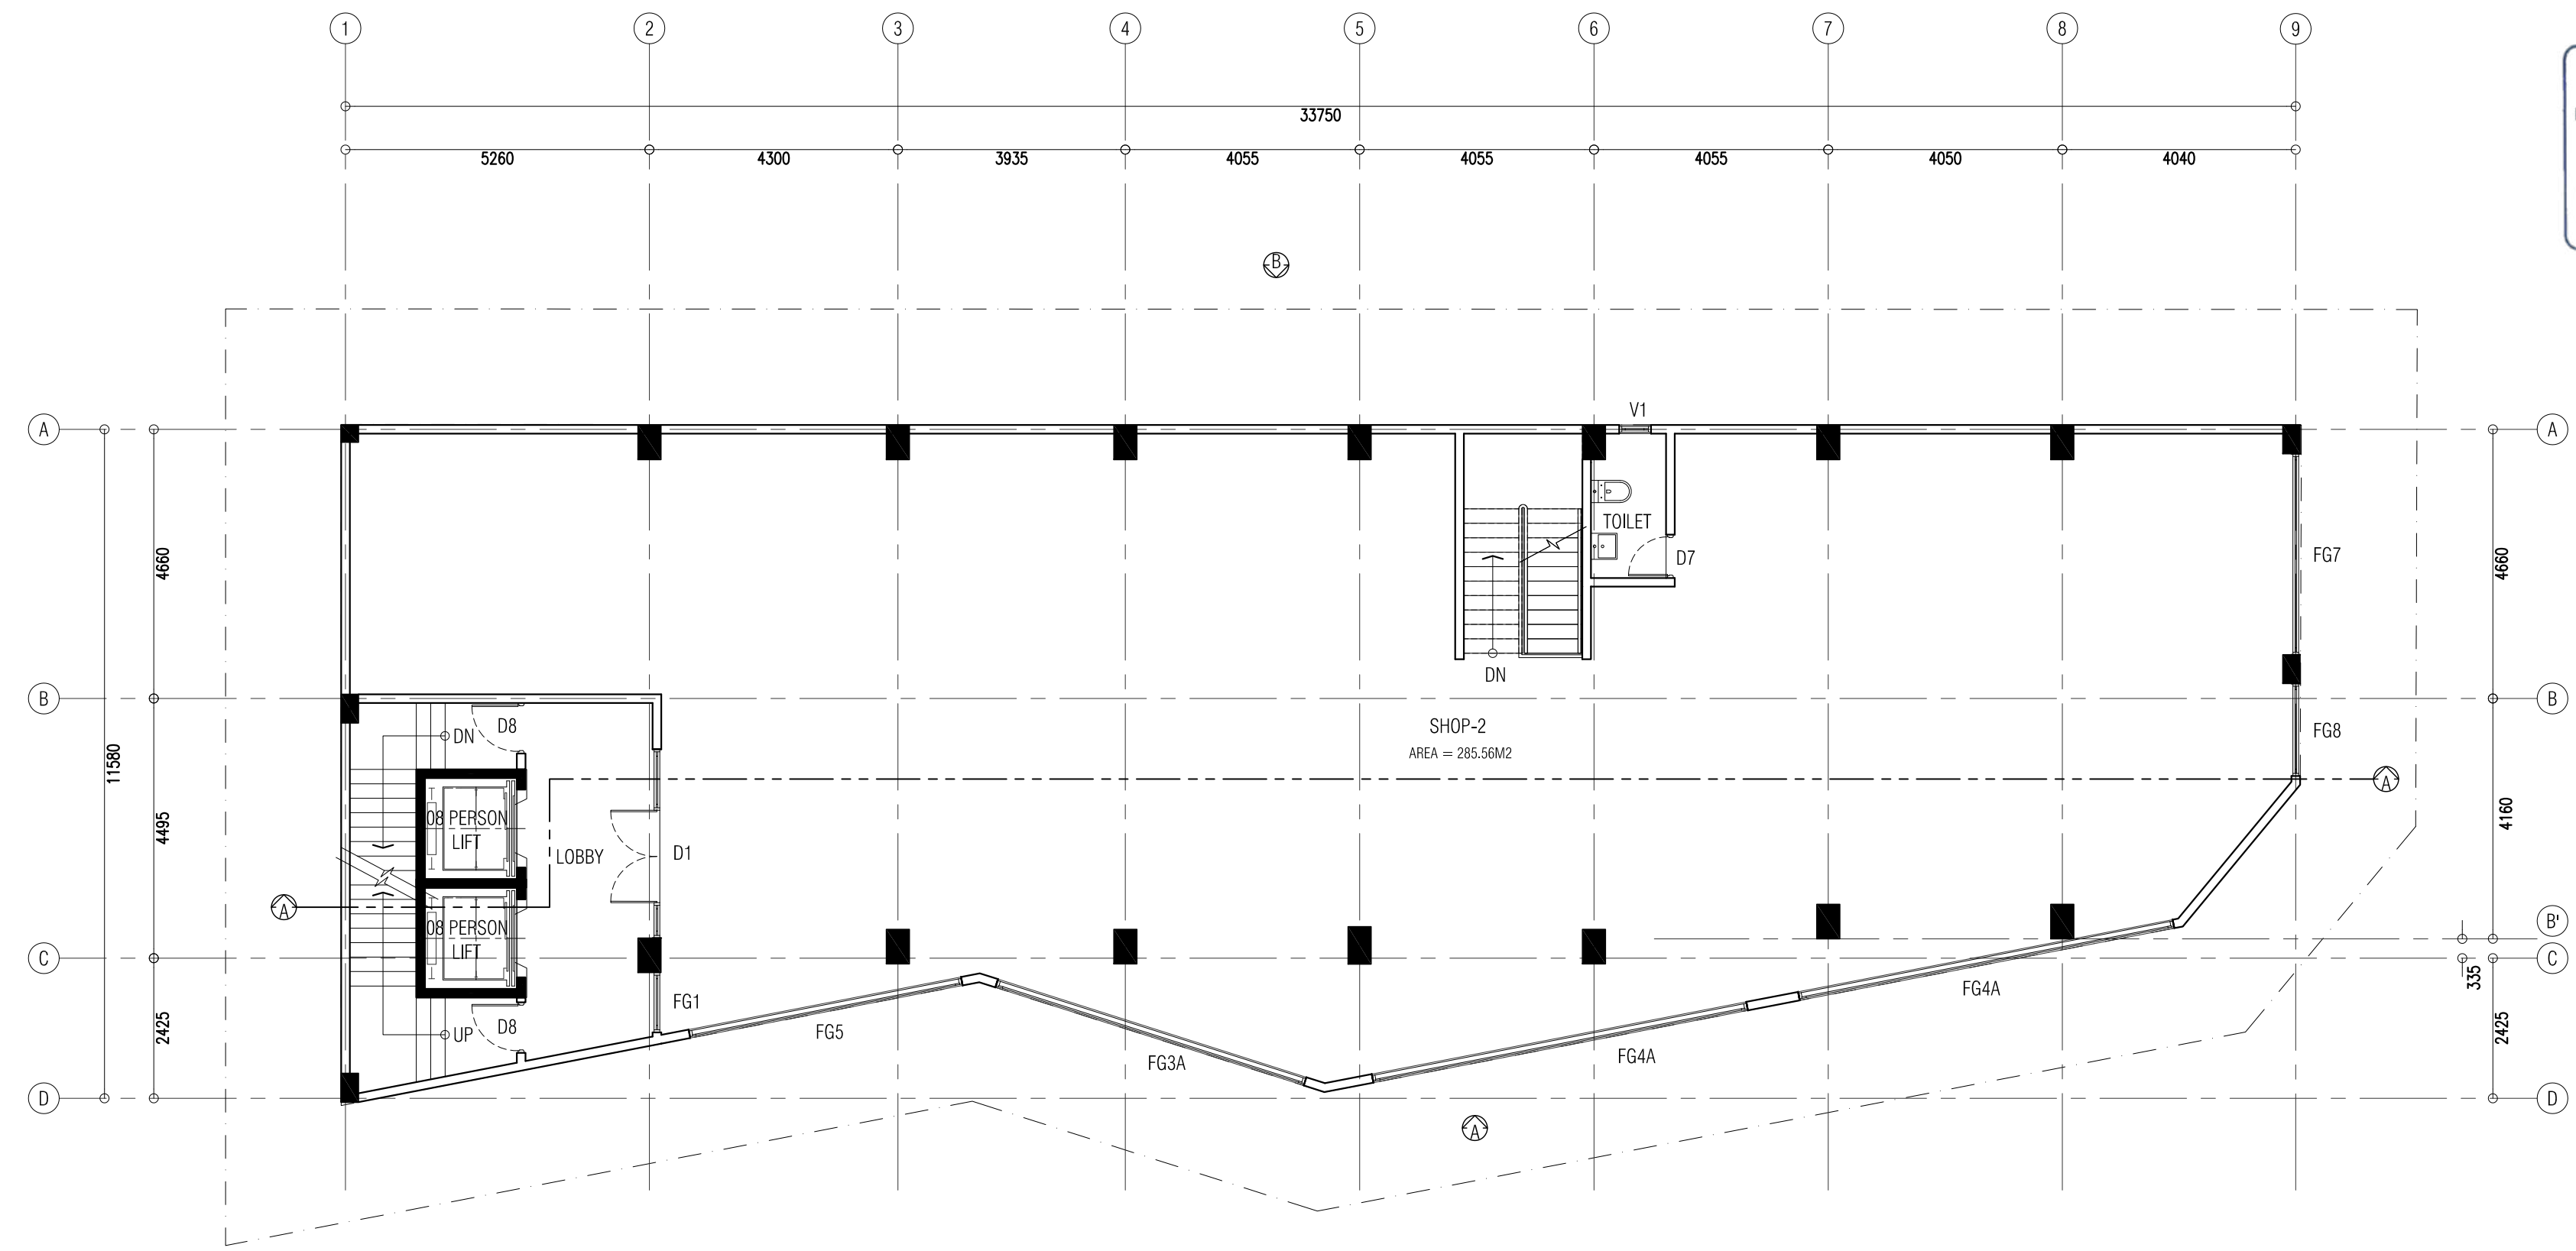 1 2 3 4 5 6 7 8 9
33750
5260 4300 3935 4055 4055 4055 4050 4040
B
V1
A A
TOILET
D7
FG7
4660 4660
DN
B B
SHOP-2
AREA = 285.56M2
D8
DN
FG8
11580
A
08 PERSON
LIFT
4495 4160
LOBBY
D1
A
08 PERSON
LIFT
B'
C C
335
FG4A
FG1
D8
UP
FG5
2425 2425
FG4A
FG3A
D D
A